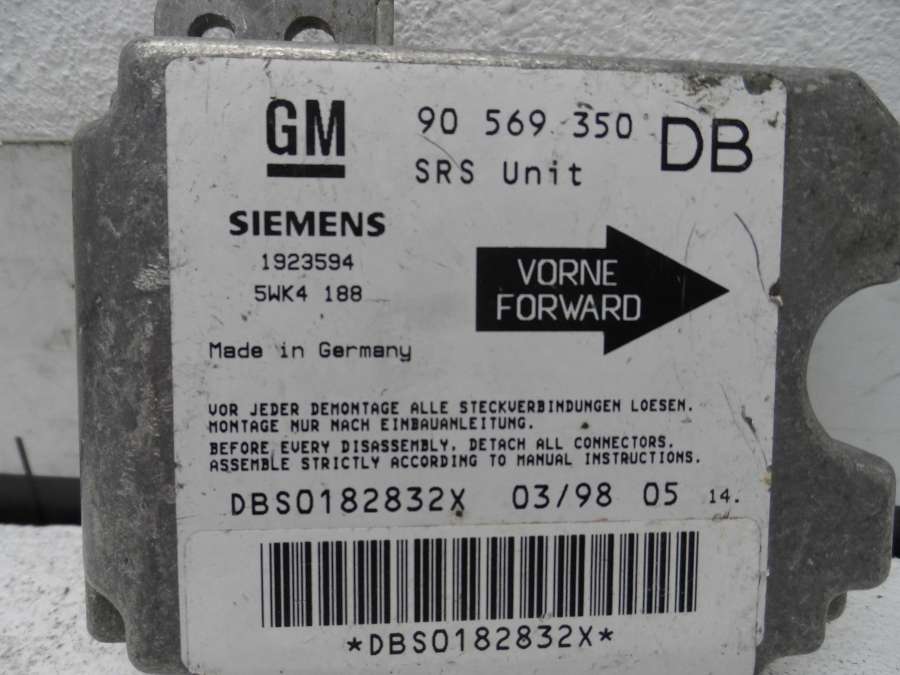 GM
90 569 350 DB
SRS Unit
SIEMENS
1923594
5WK4 188
VORNE
FORWARD
Made in Germany
VOR JEDER DEMONTAGE ALLE STECKVERBINDUNGEN LOESEN.
MONTAGE NUR NACH EINBAUANLEITUNG.
BEFORE EVERY DISASSEMBLY, DETACH ALL CONNECTORS.
ASSEMBLE STRICTLY ACCORDING TO MANUAL INSTRUCTIONS.
DBS0182832X 03/98 05 14.
*DBS0182832X*